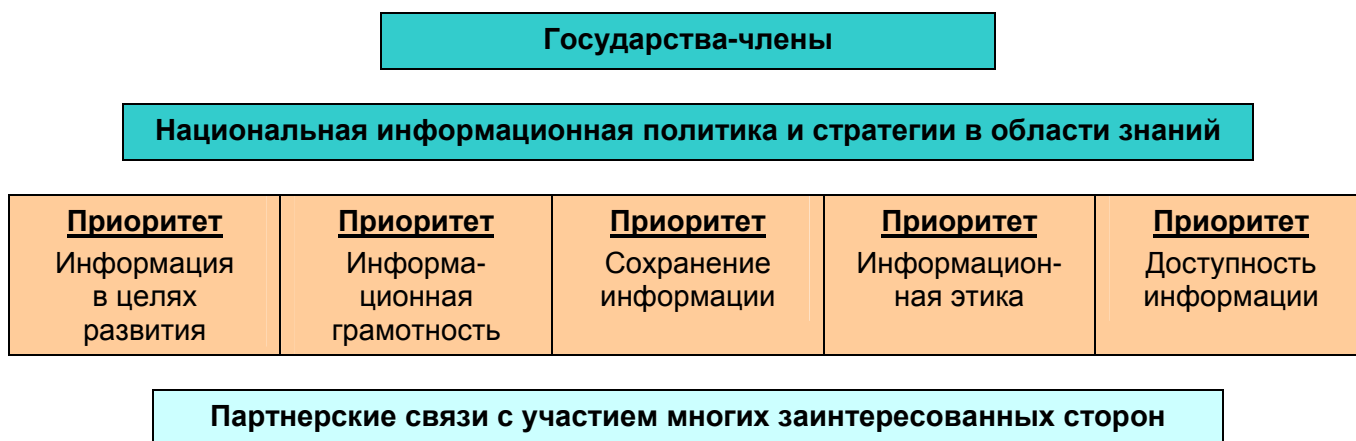 Государства-члены
Национальная информационная политика и стратегии в области знаний
Приоритет
Информация
в целях
развития
Приоритет
Информа-
ционная
грамотность
Приоритет
Сохранение
информации
Приоритет
Информацион-
ная этика
Приоритет
Доступность
информации
Партнерские связи с участием многих заинтересованных сторон